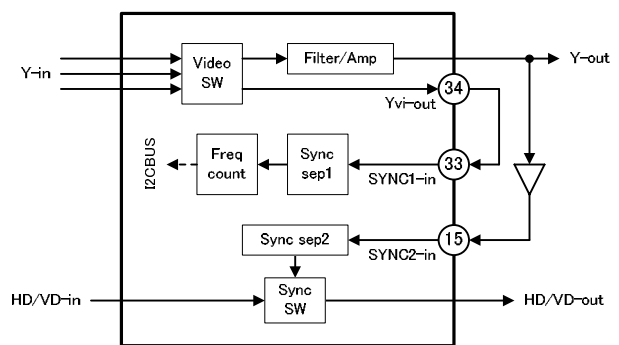 Video
SW
Filter/Amp
Y-out
Y-in
34
Yvi-out
I2CBUS
Freq
count
Sync
sep1
33
SYNC1-in
Sync sep2
15
SYNC2-in
HD/VD-in
Sync
SW
HD/VD-out